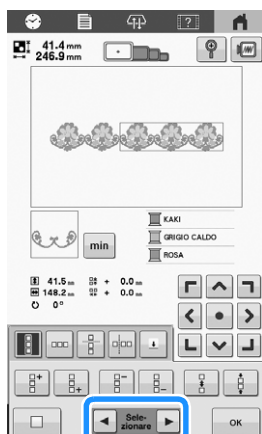 41.4 mm
246.9 mm
KAKI
GRIGIO CALDO
ROSA
min
41.5 mm + 0.0 mm
148.2 mm + 0.0 mm
0°
Sele-
zionare
OK